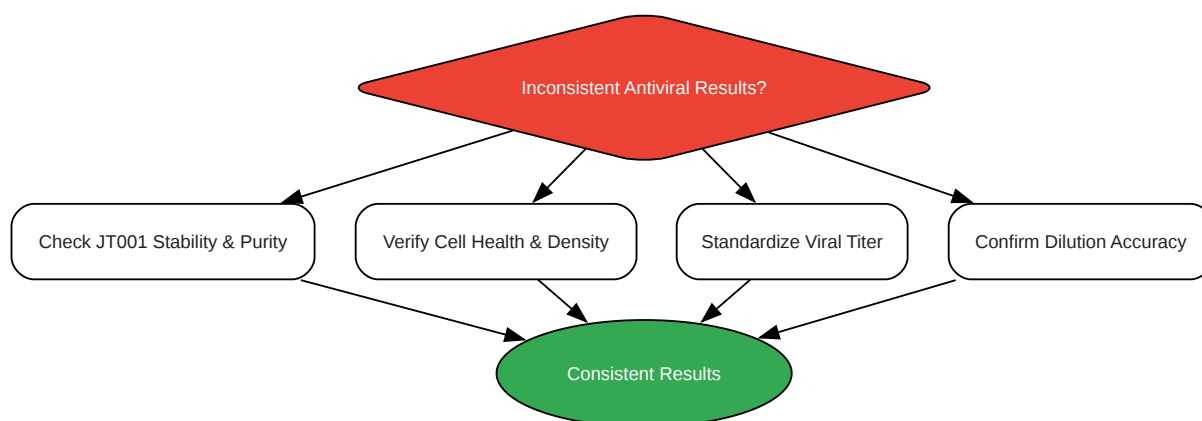 Inconsistent Antiviral Results?
Check JT001 Stability & Purity
Verify Cell Health & Density
Standardize Viral Titer
Confirm Dilution Accuracy
Consistent Results